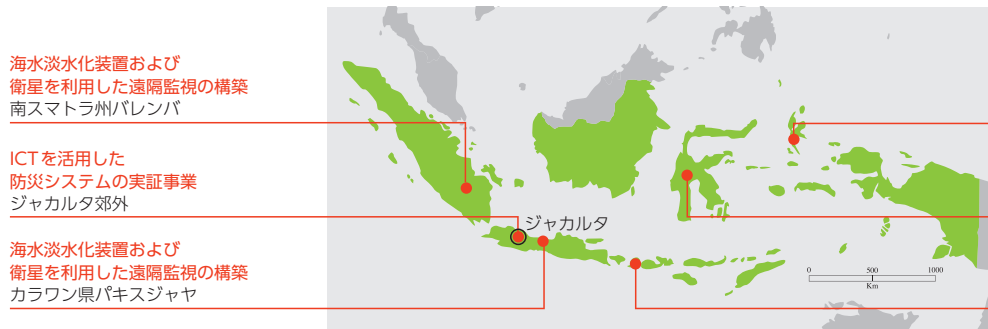 海水淡水化装置および
衛星を利用した遠隔監視の構築
南スマトラ州バレンバ
ICTを活用した
防災システムの実証事業
ジャカルタ郊外
海水淡水化装置および
衛星を利用した遠隔監視の構築
カラワン県パキスジャヤ
ジャカルタ
0 500 1000
Km